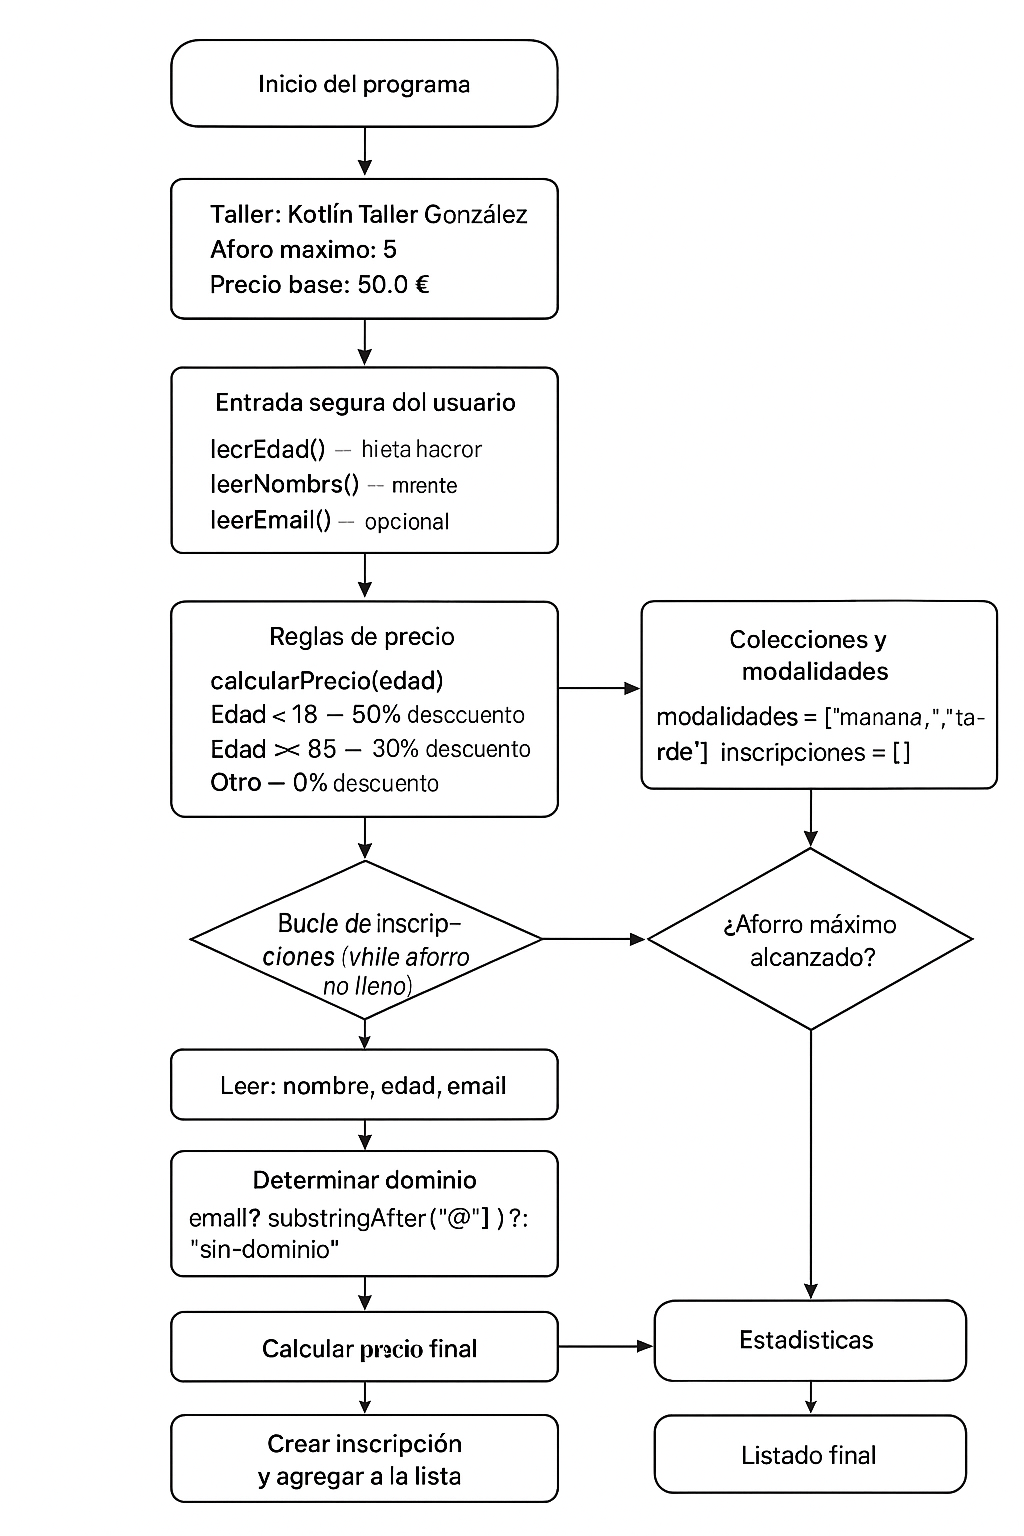 Inicio del programa
Taller: Kotlín Taller González
Aforo maximo: 5
Precio base: 50.0 €
Entrada segura dol usuario
lecrEdad() — hieta hacror
leerNombrs() -- mrente
leerEmail() — opcional
Reglas de precio
calcularPrecio(edad)
Edad < 18 — 50% desccuento
Edad >< 85 — 30% descuento
Otro — 0% descuento
Colecciones y
modalidades
modalidades = ["manana,","ta-
rde'] inscripciones = []
Bucle de inscrip-
ciones (vhile aforro
no lleno)
¿Aforro máximo
alcanzado?
Leer: nombre, edad, email
Determinar dominio
emall? substringAfter("@"] ) ?:
"sin-dominio"
Calcular precio final
Estadisticas
Crear inscripción
y agregar a la lista
Listado final